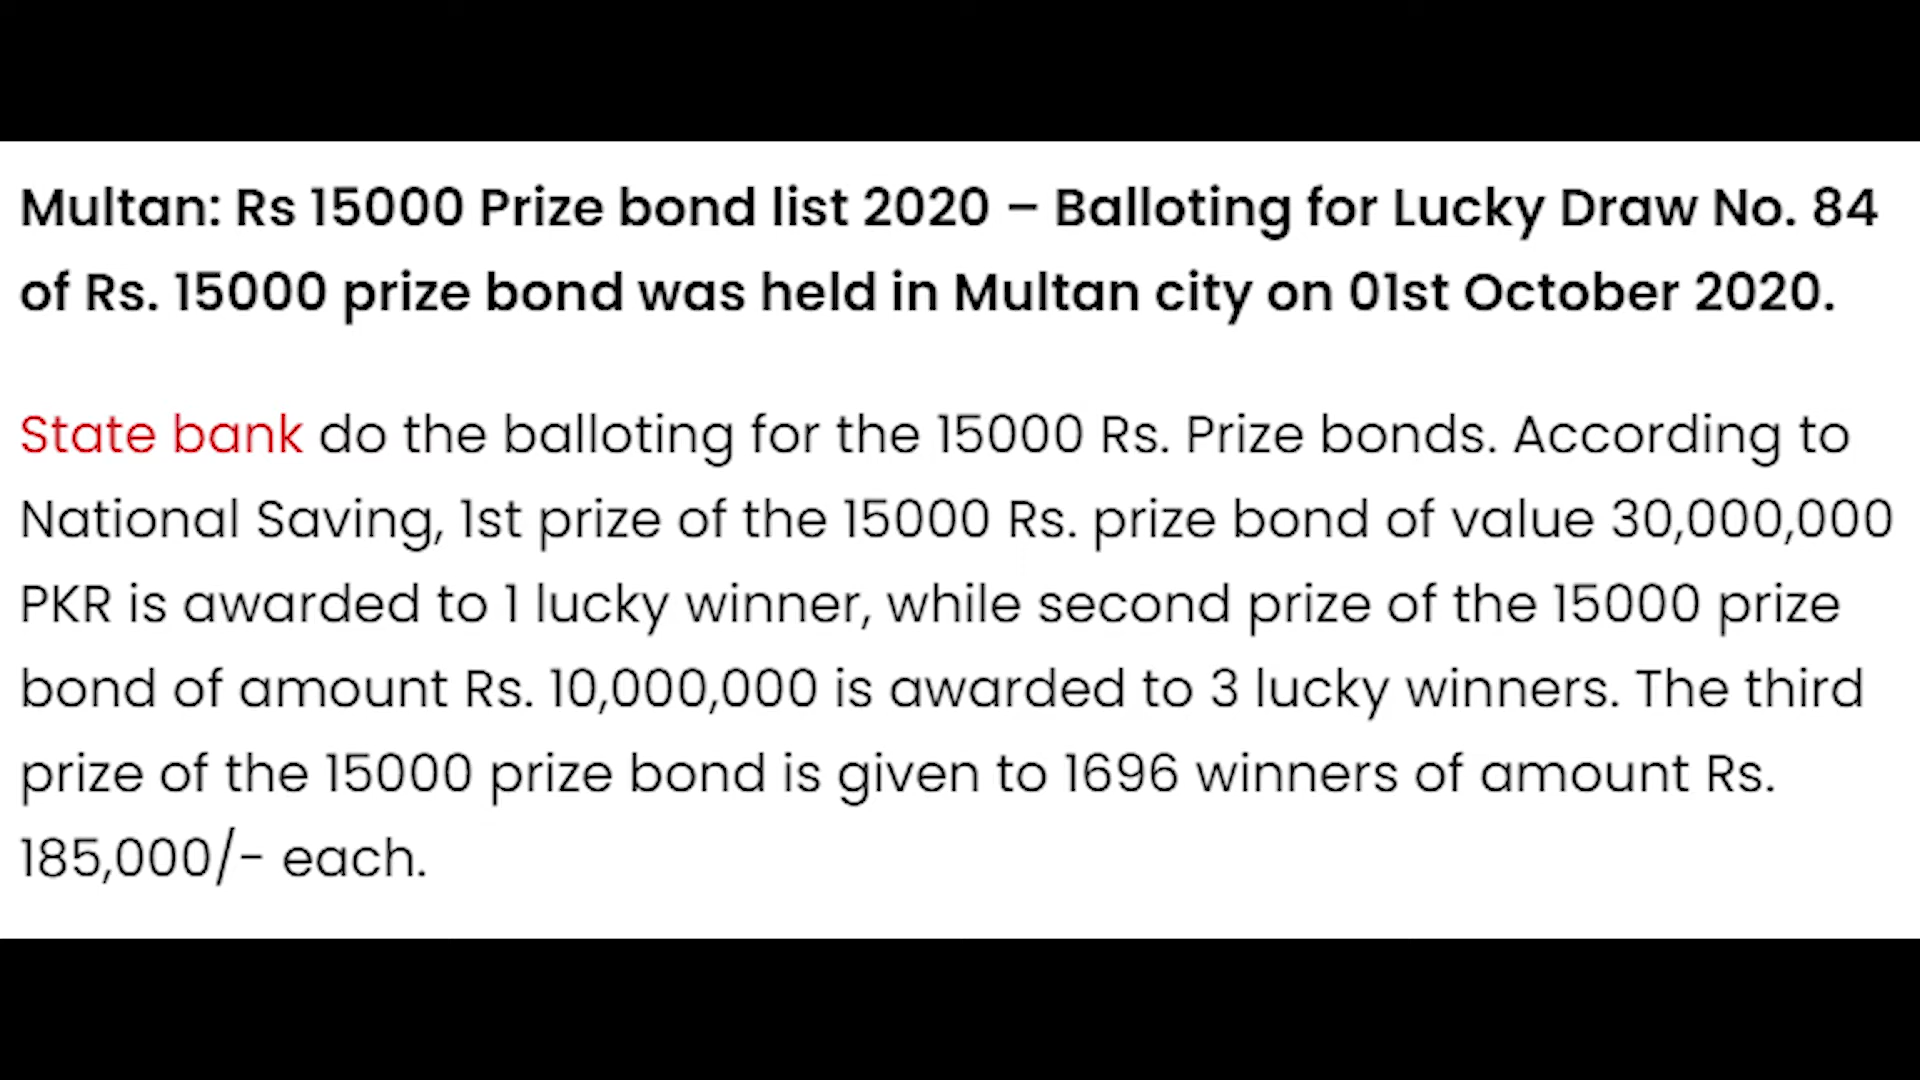 Multan: Rs 15000 Prize bond list 2020 – Balloting for Lucky Draw No. 84
of Rs. 15000 prize bond was held in Multan city on 01st October 2020.
State bank do the balloting for the 15000 Rs. Prize bonds. According to
National Saving, 1st prize of the 15000 Rs. prize bond of value 30,000,000
PKR is awarded to 1 lucky winner, while second prize of the 15000 prize
bond of amount Rs. 10,000,000 is awarded to 3 lucky winners. The third
prize of the 15000 prize bond is given to 1696 winners of amount Rs.
185,000/- each.